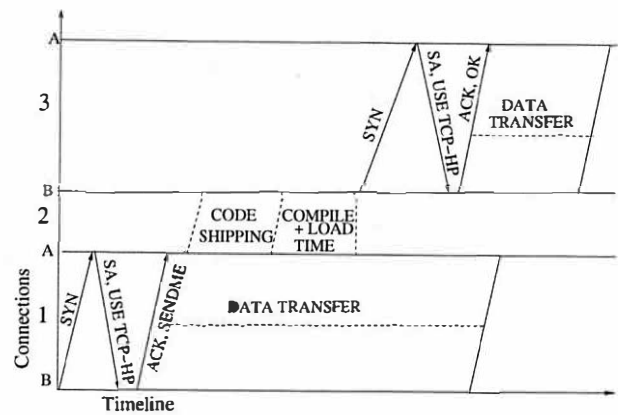 A
3
SYN
SA, USE TCP-HP
ACK, OK
DATA
TRANSFER
B
2
CODE
SHIPPING
COMPILE
+ LOAD
TIME
A
Connections
1
SYN
SA, USE TCP-HP
ACK, SENDME
DATA TRANSFER
B
Timeline